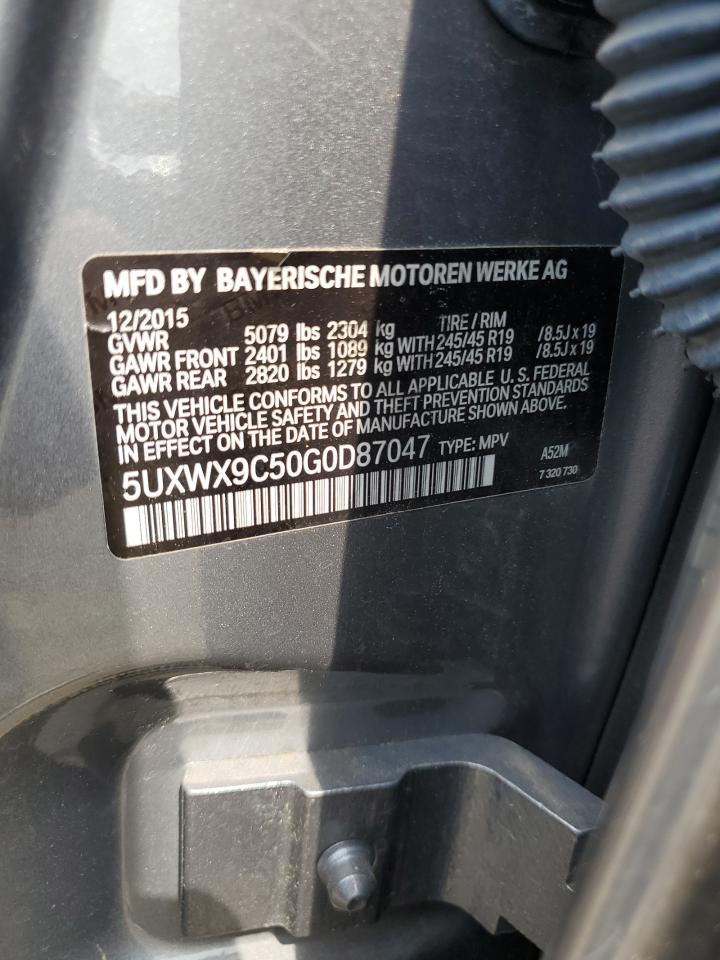 MFD BY BAYERISCHE MOTOREN WERKE AG
12/2015 TIRE / RIM
GVWR 5079 lbs 2304 kg
GAWR FRONT 2401 lbs 1089 kg WITH 245/45 R19 /8.5J x 19
GAWR REAR 2820 lbs 1279 kg WITH 245/45 R19 /8.5J x 19
THIS VEHICLE CONFORMS TO ALL APPLICABLE U.S. FEDERAL
MOTOR VEHICLE SAFETY AND THEFT PREVENTION STANDARDS
IN EFFECT ON THE DATE OF MANUFACTURE SHOWN ABOVE.
5UXWX9C50G0D87047 TYPE: MPV A52M
7 320 730